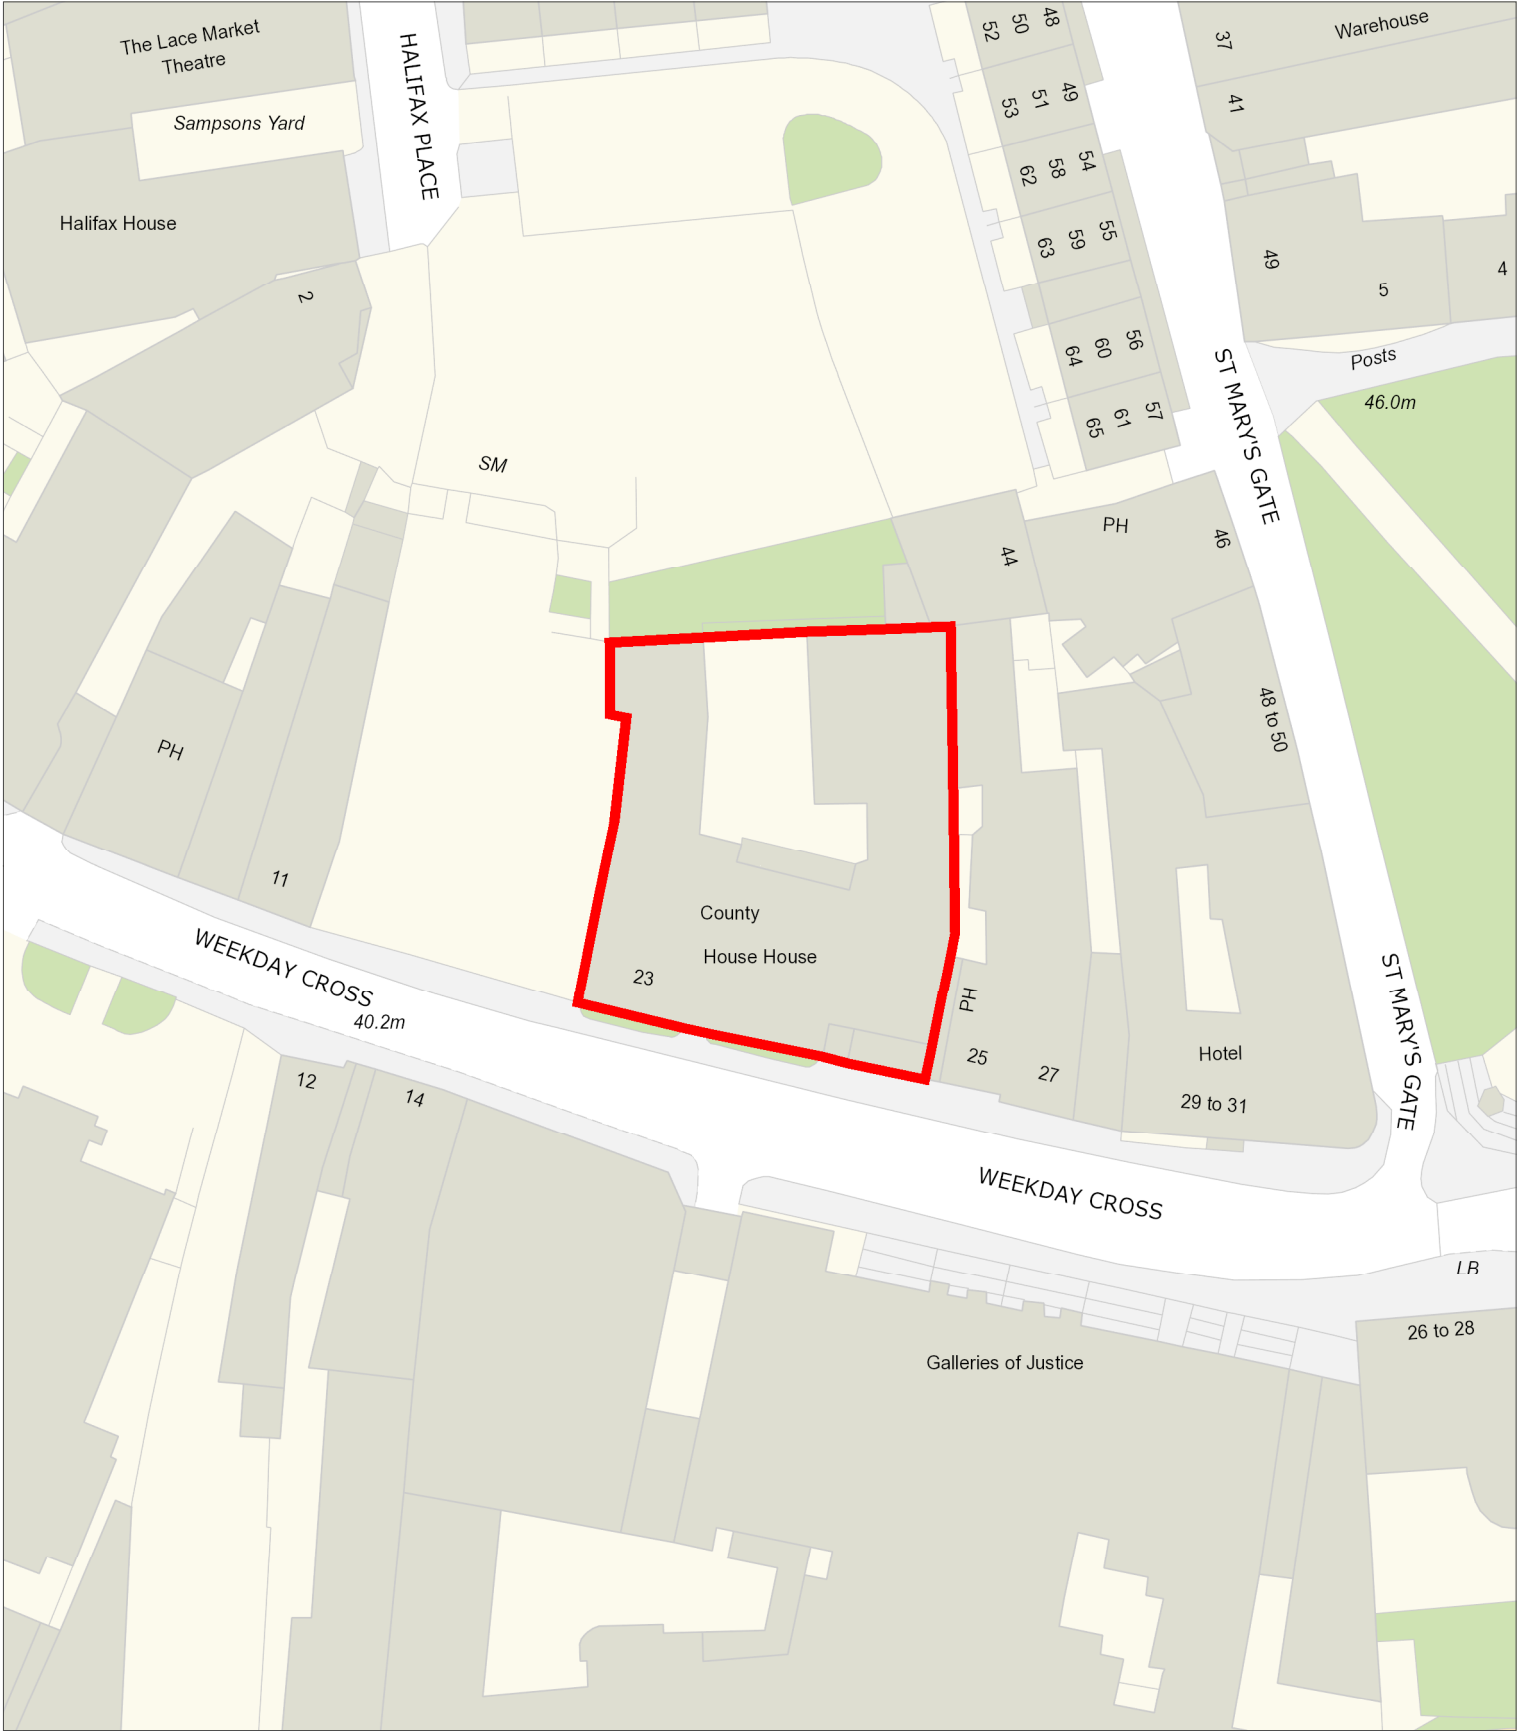 The Lace Market
Theatre
HALIFAX PLACE
52
50
48
37
Warehouse
Sampsons Yard
53
51
49
41
62
58
54
Halifax House
63
59
55
49
5
4
2
64
60
56
Posts
46.0m
ST MARY'S GATE
65
61
57
SM
44
PH
46
PH
48 to 50
11
County
House House
23
WEEKDAY CROSS
40.2m
PH
25
27
Hotel
29 to 31
ST MARY'S GATE
12
14
WEEKDAY CROSS
LB
26 to 28
Galleries of Justice